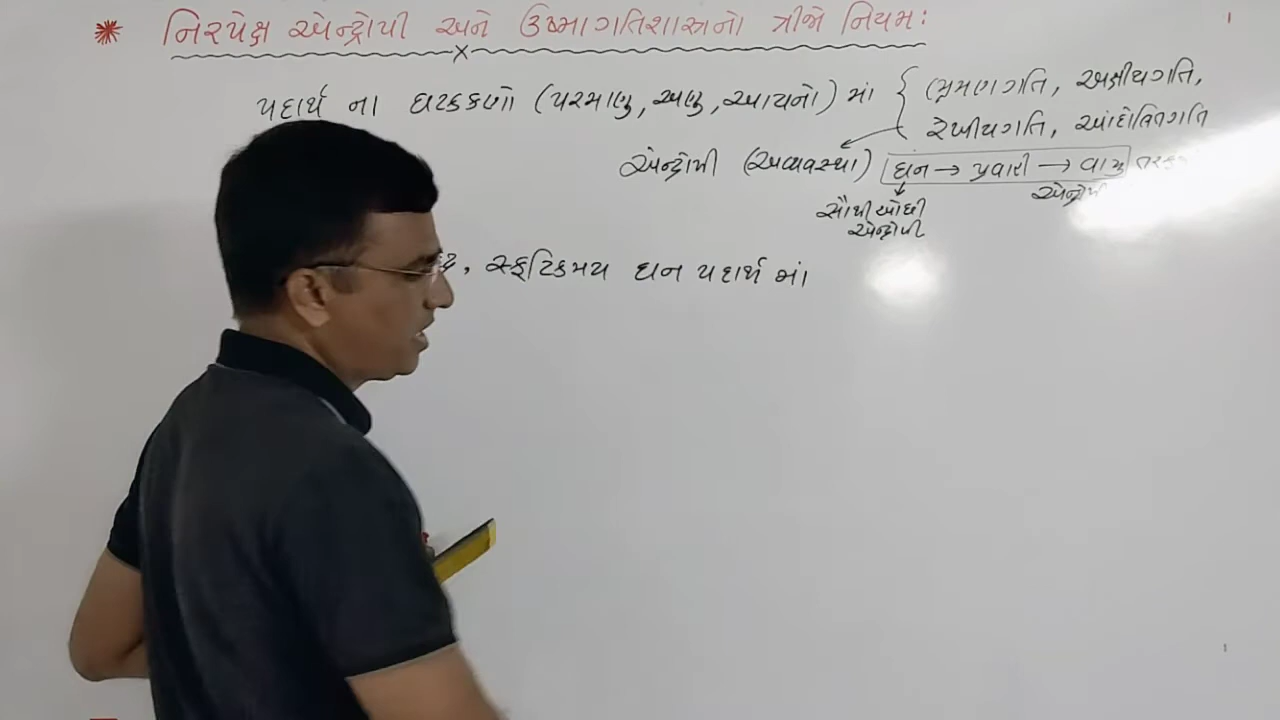 નિરપેક્ષ એન્ટ્રોપી અને ઉષ્માગતિશાસ્ત્રનો ત્રીજો નિયમ:
પદાર્થ ના ઘટકકણો (પરમાણુ, અણુ, આયનો) માં { ભ્રમણગતિ, અક્ષીયગતિ,
રેખીયગતિ, આંદોલિતગતિ
એન્ટ્રોપી (અવ્યવસ્થા) ઘન → પ્રવાહી → વાયુ તરફ
સૌથી ઓછી
એન્ટ્રોપી
, સ્ફટિકમય ઘન પદાર્થ માં